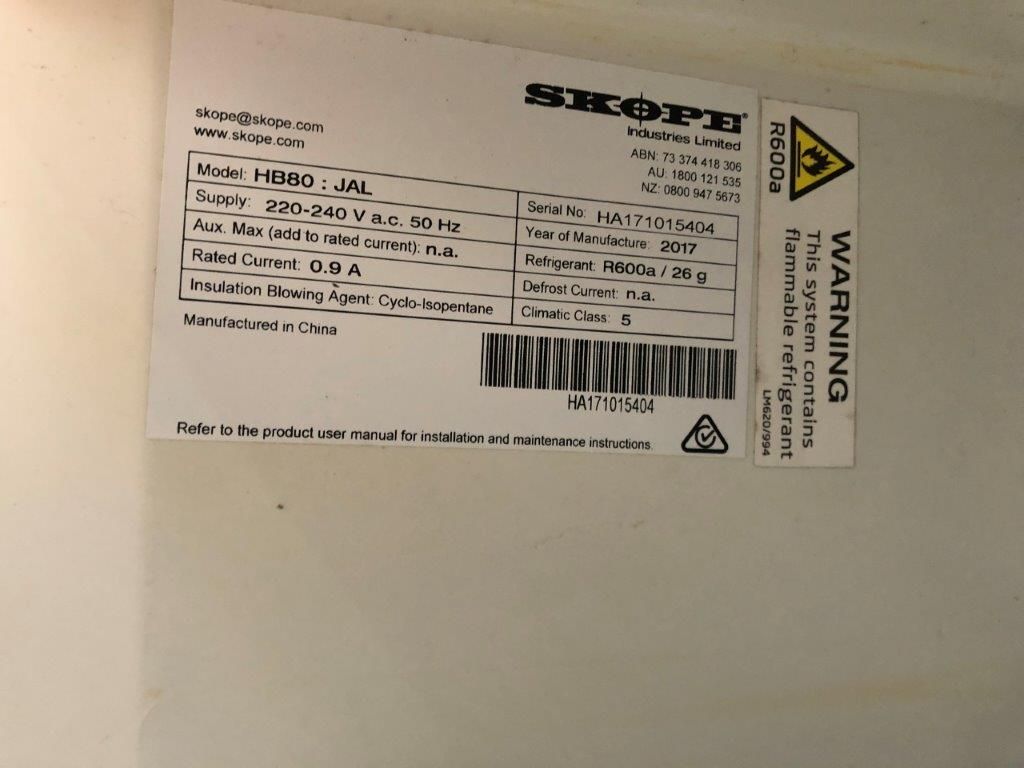 SKOPE®
Industries Limited
ABN: 73 374 418 306
AU: 1800 121 535
NZ: 0800 947 5673
skope@skope.com
www.skope.com
Model: HB80 : JAL
Supply: 220-240 V a.c. 50 Hz
Aux. Max (add to rated current): n.a.
Rated Current: 0.9 A
Insulation Blowing Agent: Cyclo-Isopentane
Serial No: HA171015404
Year of Manufacture: 2017
Refrigerant: R600a / 26 g
Defrost Current: n.a.
Climatic Class: 5
Manufactured in China
HA171015404
Refer to the product user manual for installation and maintenance instructions.
R600a
WARNING
This system contains
flammable refrigerant
LM620/994